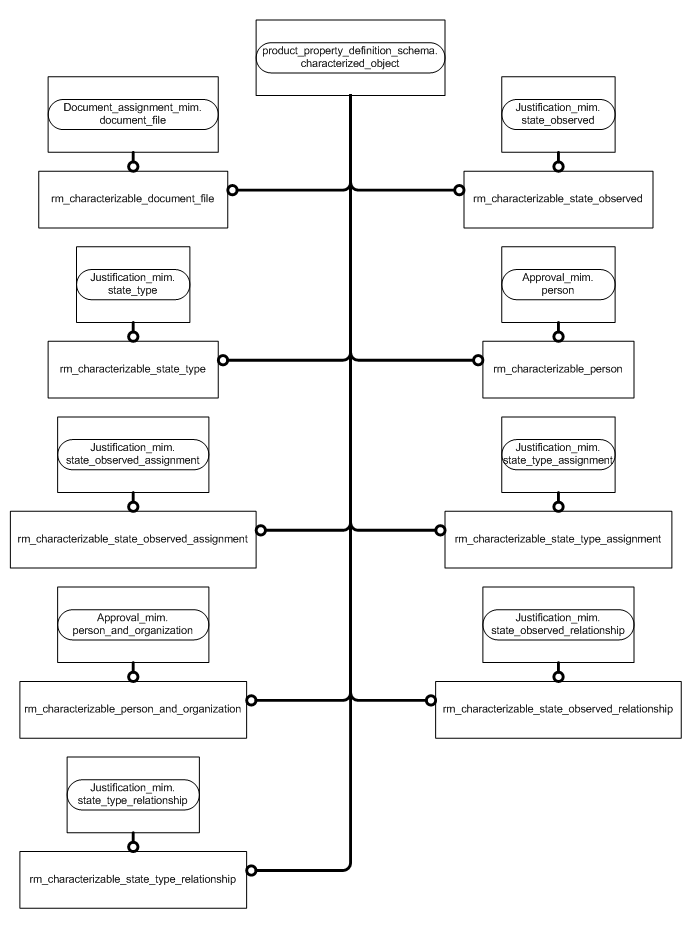 product_property_definition_schema.
characterized_object
Document_assignment_mim.
document_file
Justification_mim.
state_observed
rm_characterizable_document_file
rm_characterizable_state_observed
Justification_mim.
state_type
Approval_mim.
person
rm_characterizable_state_type
rm_characterizable_person
Justification_mim.
state_observed_assignment
Justification_mim.
state_type_assignment
rm_characterizable_state_observed_assignment
rm_characterizable_state_type_assignment
Approval_mim.
person_and_organization
Justification_mim.
state_observed_relationship
rm_characterizable_person_and_organization
rm_characterizable_state_observed_relationship
Justification_mim.
state_type_relationship
rm_characterizable_state_type_relationship